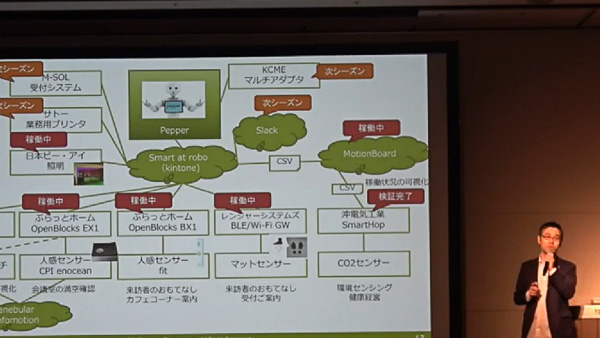 次シーズン
M-SOL
受付システム
次シーズン
サトー
業務用プリンタ
稼働中
日本ビー・アイ
照明
Pepper
KCME
マルチアダプタ
次シーズン
次シーズン
Slack
Smart at robo
(kintone)
CSV
稼働中
MotionBoard
CSV
稼働状況の可視化
検証完了
稼働中
ぷらっとホーム
OpenBlocks EX1
稼働中
ぷらっとホーム
OpenBlocks BX1
稼働中
レンジャーシステムズ
BLE/Wi-Fi GW
沖電気工業
SmartHop
人感センサー
CPI enocean
人感センサー
fit
マットセンサー
CO2センサー
会議室の満空確認
来訪者のおもてなし
カフェコーナー案内
来訪者のおもてなし
受付ご案内
環境センシング
健康経営
enebular